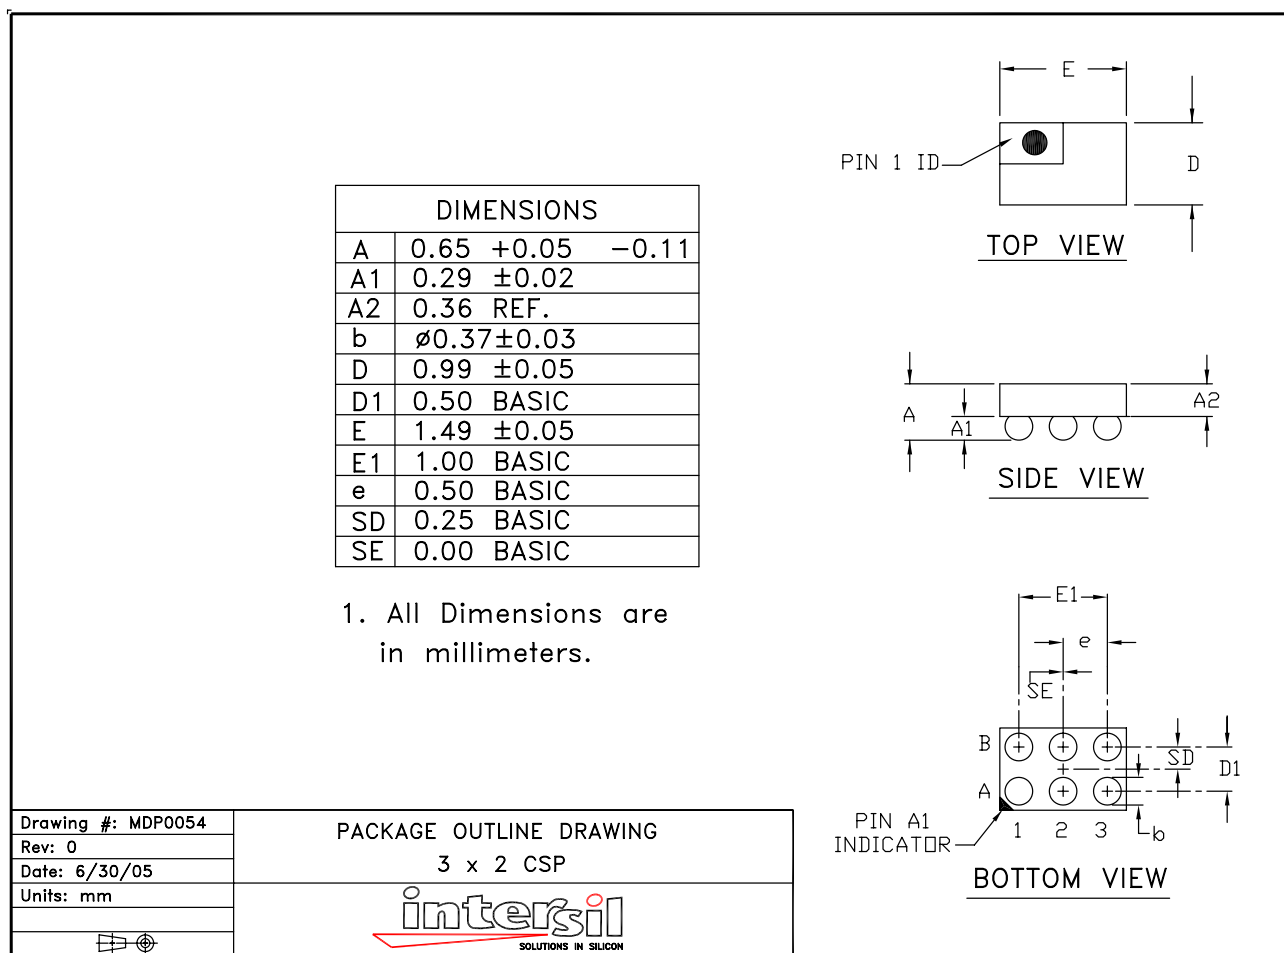 DIMENSIONS
A 0.65 +0.05 -0.11
A1 0.29 ±0.02
A2 0.36 REF.
b ø0.37±0.03
D 0.99 ±0.05
D1 0.50 BASIC
E 1.49 ±0.05
E1 1.00 BASIC
e 0.50 BASIC
SD 0.25 BASIC
SE 0.00 BASIC
1. All Dimensions are
in millimeters.
E
PIN 1 ID
D
TOP VIEW
A
A1
A2
SIDE VIEW
E1
e
SE
B
SD
D1
A
PIN A1
INDICATOR
1 2 3
b
BOTTOM VIEW
Drawing #: MDP0054
Rev: 0
Date: 6/30/05
Units: mm
PACKAGE OUTLINE DRAWING
3 x 2 CSP
intersil
SOLUTIONS IN SILICON